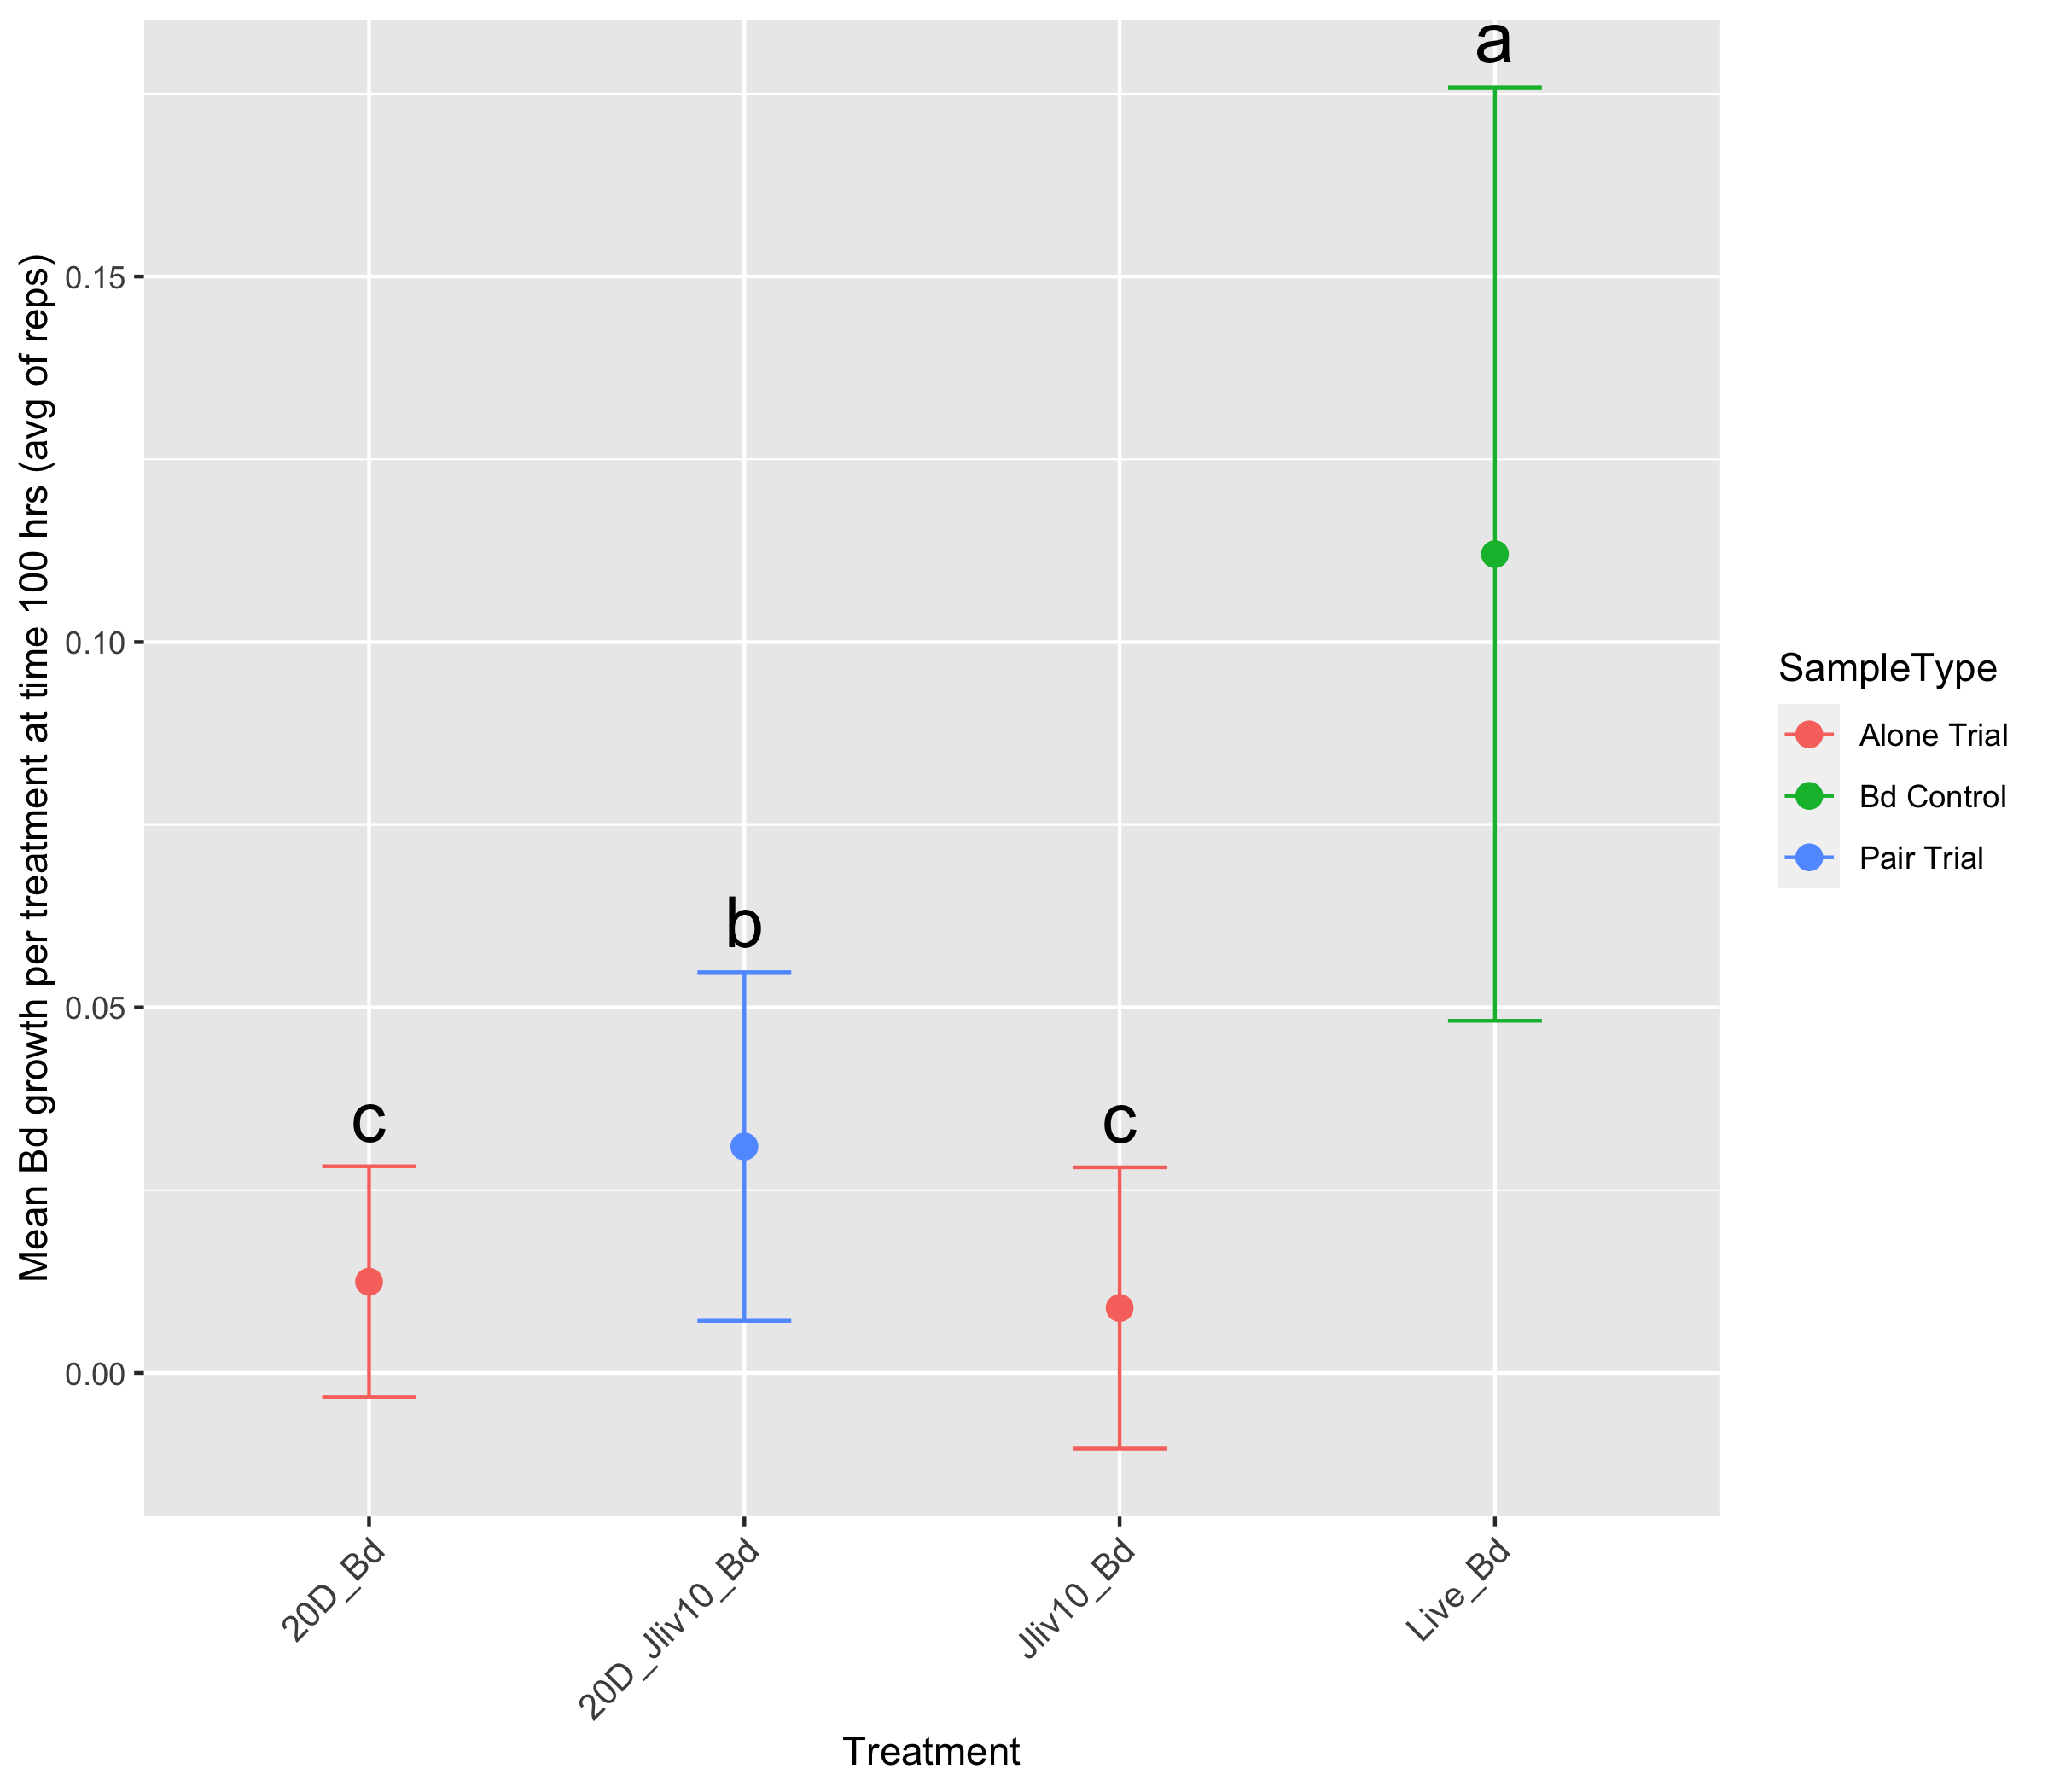 Mean Bd growth per treatment at time 100 hrs (avg of reps)
0.15
0.10
0.05
0.00
a
b
c
c
20D_Bd
20D_Jliv10_Bd
Jliv10_Bd
Live_Bd
Treatment
SampleType
Alone Trial
Bd Control
Pair Trial